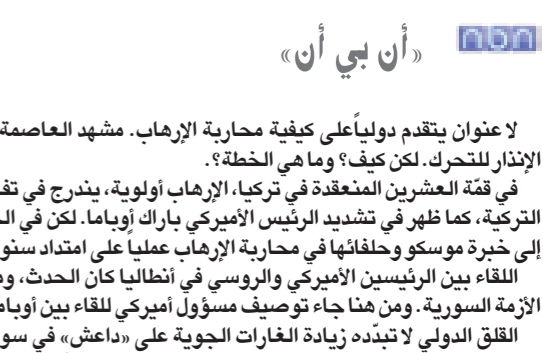 nbn
«أن بي أن»
لا عنوان يتقدم دولياً على كيفية محاربة الإرهاب. مشهد العاصمة
الإنذار للتحرك. لكن كيف؟ وما هي الخطة؟.
في قمّة العشرين المنعقدة في تركيا، الإرهاب أولوية، يندرج في
التركية، كما ظهر في تشديد الرئيس الأميركي باراك أوباما. لكن في
إلى خبرة موسكو وحلفائها في محاربة الإرهاب عملياً على امتداد
اللقاء بين الرئيسين الأميركي والروسي في أنطاليا كان الحدث،
الأزمة السورية. ومن هنا جاء توصيف مسؤول أميركي للقاء بين
القلق الدولي لا تبدّده زيادة الغارات الجوية على «داعش» في